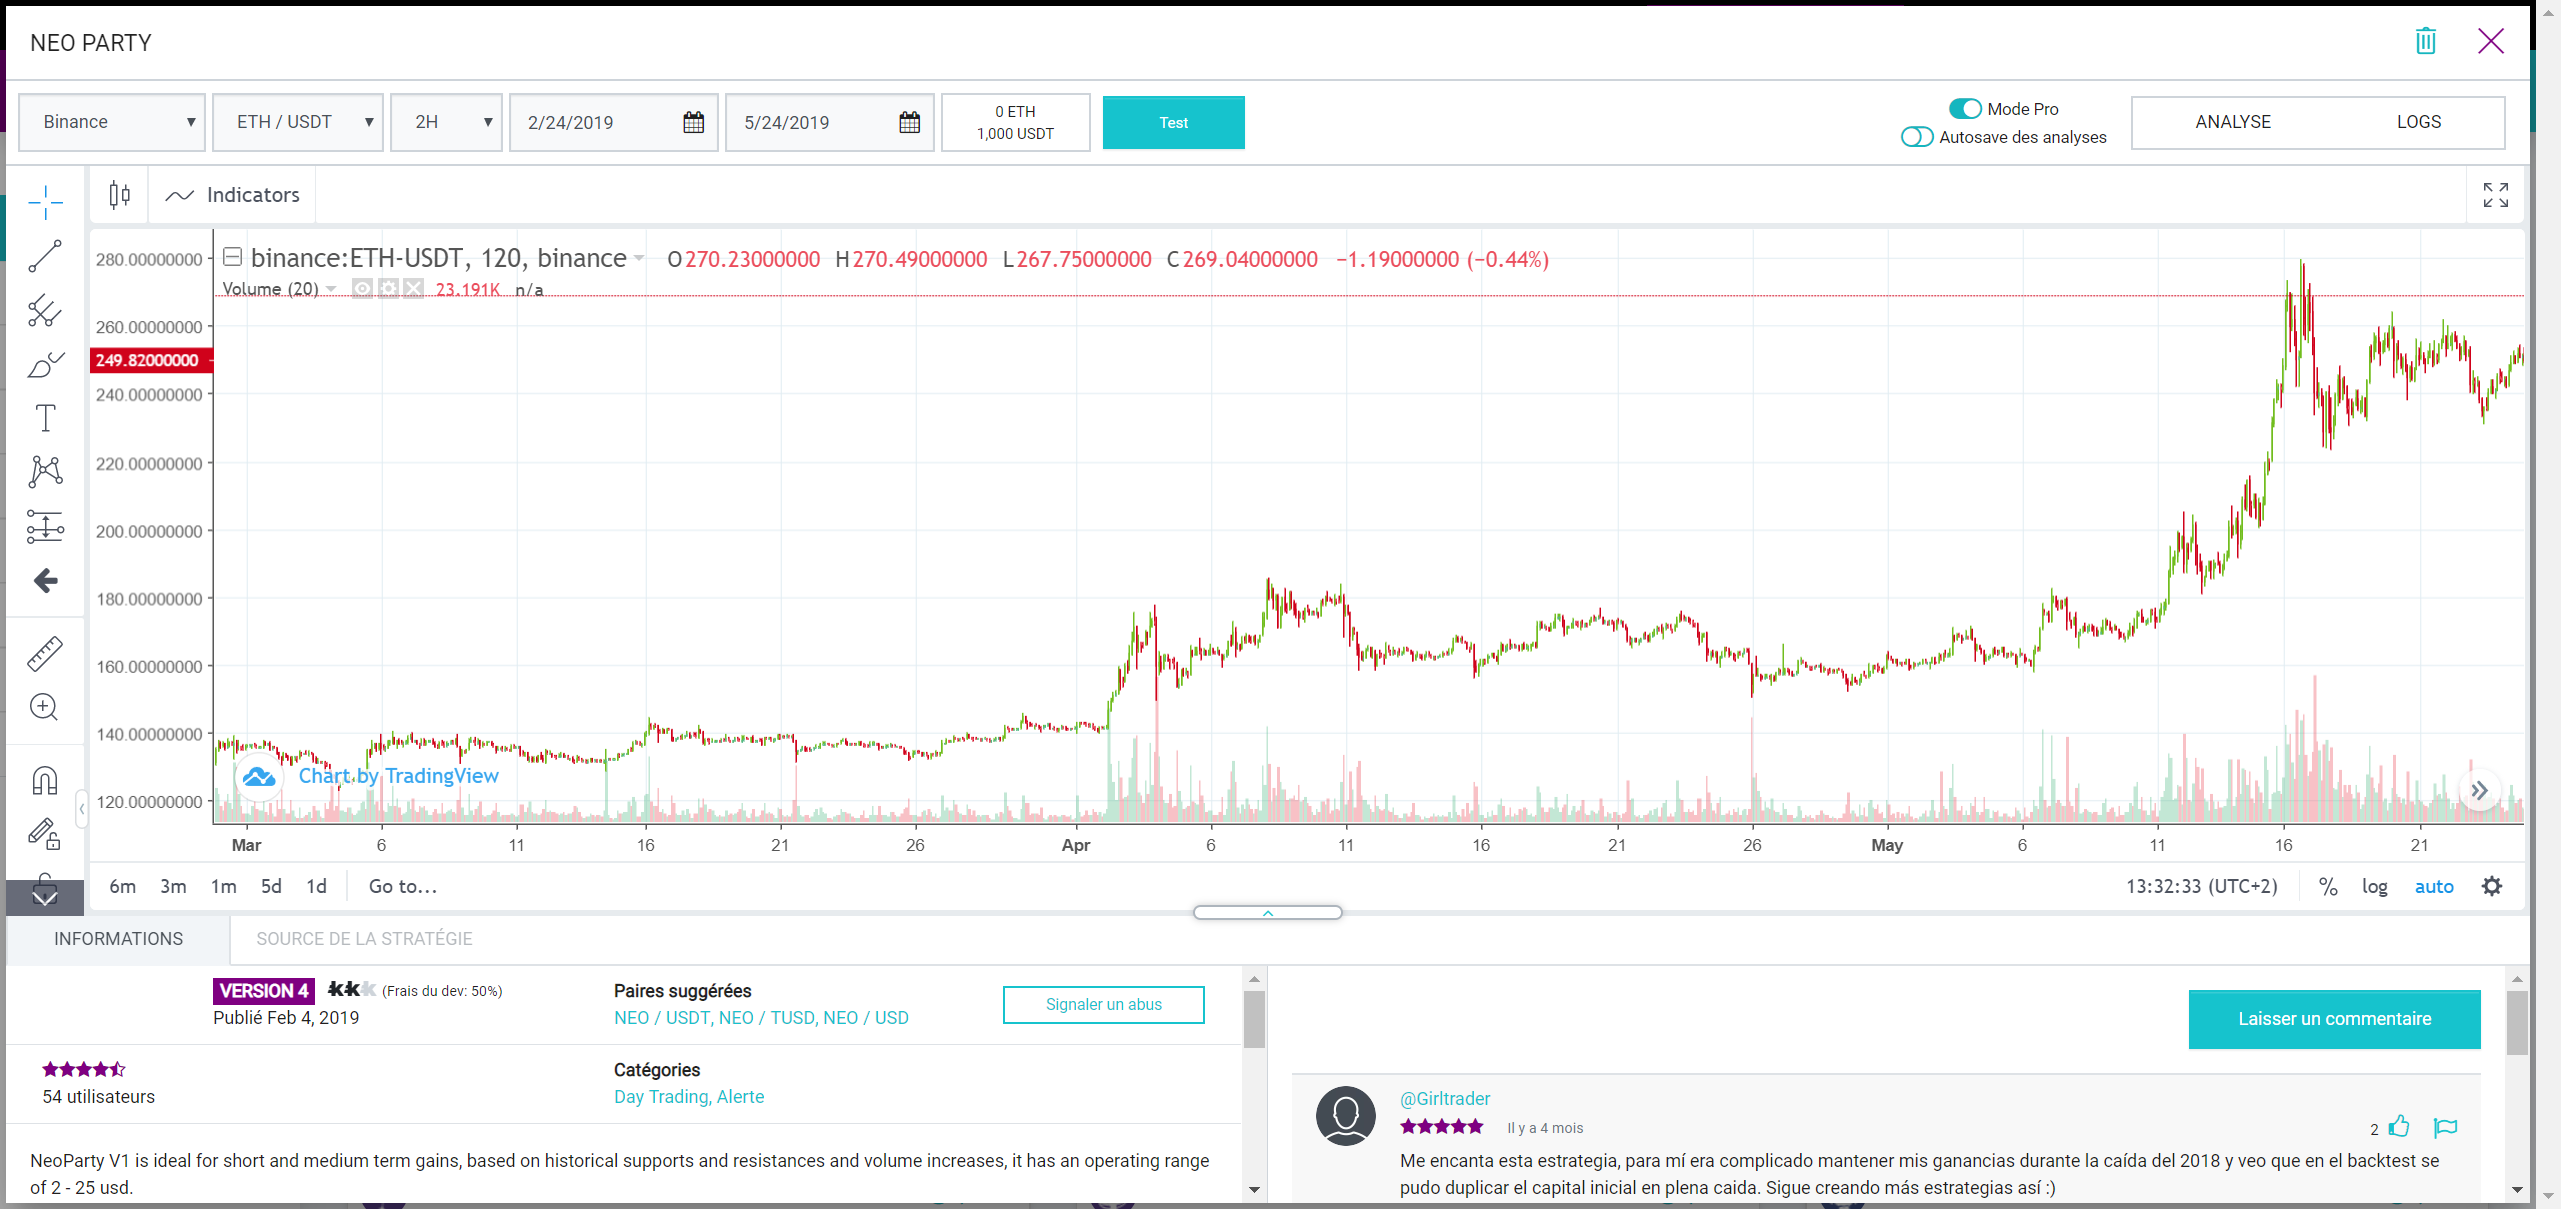 NEO PARTY
Binance
ETH / USDT
2H
2/24/2019
5/24/2019
0 ETH
1,000 USDT
Test
Mode Pro
Autosave des analyses
ANALYSE
LOGS
Indicators
binance:ETH-USDT, 120, binance O270.23000000 H270.49000000 L267.75000000 C269.04000000 −1.19000000 (−0.44%)
Volume (20) 23.191K n/a
280.00000000
260.00000000
249.82000000
240.00000000
220.00000000
200.00000000
180.00000000
160.00000000
140.00000000
120.00000000
Chart by TradingView
Mar 6 11 16 21 26 Apr 6 11 16 21 26 May 6 11 16 21
6m 3m 1m 5d 1d Go to...
13:32:33 (UTC+2) % log auto
INFORMATIONS
SOURCE DE LA STRATÉGIE
VERSION 4 (Frais du dev: 50%)
Publié Feb 4, 2019
Paires suggérées
NEO / USDT, NEO / TUSD, NEO / USD
Signaler un abus
54 utilisateurs
Catégories
Day Trading, Alerte
NeoParty V1 is ideal for short and medium term gains, based on historical supports and resistances and volume increases, it has an operating range
of 2 - 25 usd.
Laisser un commentaire
@Girltrader
Il y a 4 mois
2
Me encanta esta estrategia, para mí era complicado mantener mis ganancias durante la caída del 2018 y veo que en el backtest se
pudo duplicar el capital inicial en plena caida. Sigue creando más estrategias así :)